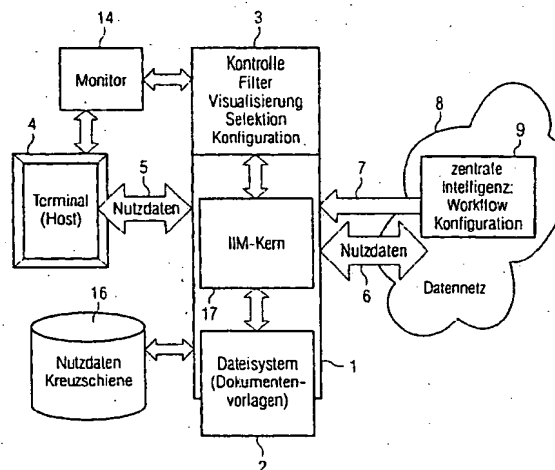 14
3
Monitor
Kontrolle
Filter
Visualisierung
Selektion
Konfiguration
4
5
Terminal
(Host)
Nutzdaten
8
9
7
zentrale
Intelligenz:
Workflow
Konfiguration
IIM-Kern
17
Nutzdaten
6
Datennetz
16
Nutzdaten
Kreuzschiene
Dateisystem
(Dokumenten-
vorlagen)
1
2